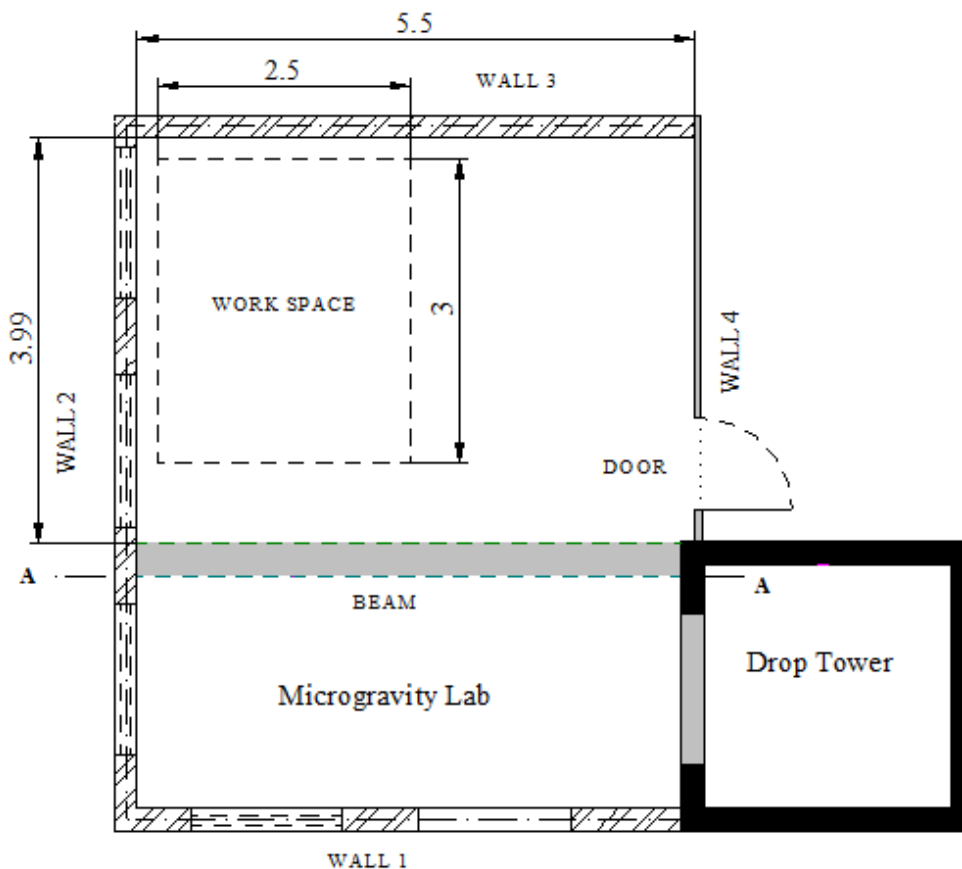 5.5
2.5
WALL 3
3.99
WORK SPACE
3
WALL 4
WALL 2
DOOR
A
A
BEAM
Drop Tower
Microgravity Lab
WALL 1